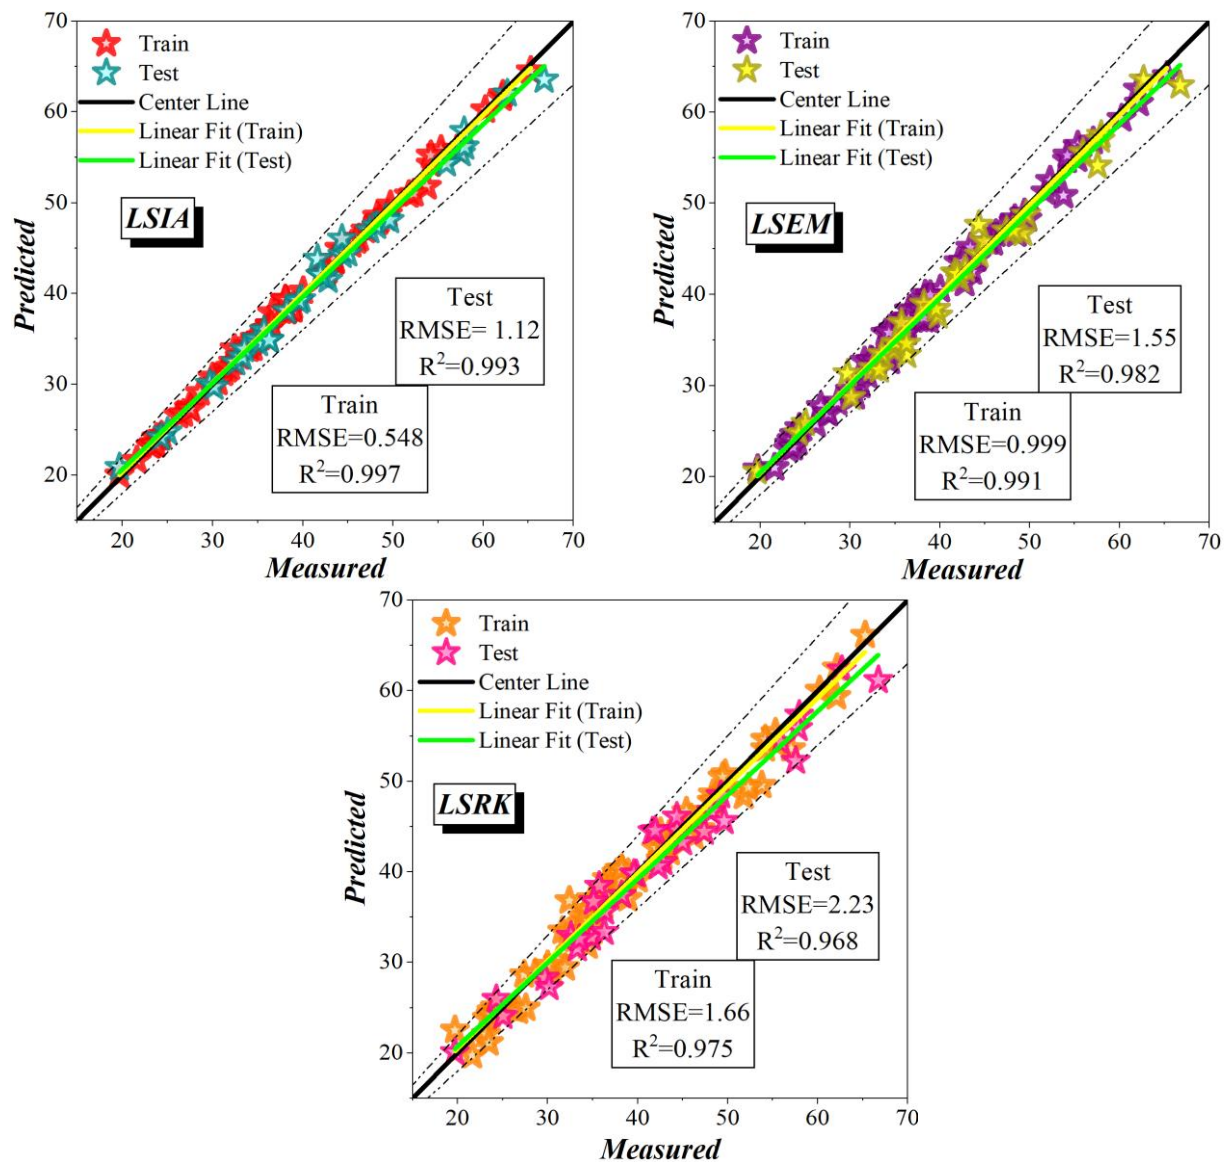 70
60
50
40
30
20
Predicted
Train
Test
Center Line
Linear Fit (Train)
Linear Fit (Test)
LSIA
Test
RMSE= 1.12
R²=0.993
Train
RMSE=0.548
R²=0.997
20 30 40 50 60 70
Measured
70
60
50
40
30
20
Predicted
Train
Test
Center Line
Linear Fit (Train)
Linear Fit (Test)
LSEM
Test
RMSE=1.55
R²=0.982
Train
RMSE=0.999
R²=0.991
20 30 40 50 60 70
Measured
70
60
50
40
30
20
Predicted
Train
Test
Center Line
Linear Fit (Train)
Linear Fit (Test)
LSRK
Test
RMSE=2.23
R²=0.968
Train
RMSE=1.66
R²=0.975
20 30 40 50 60 70
Measured